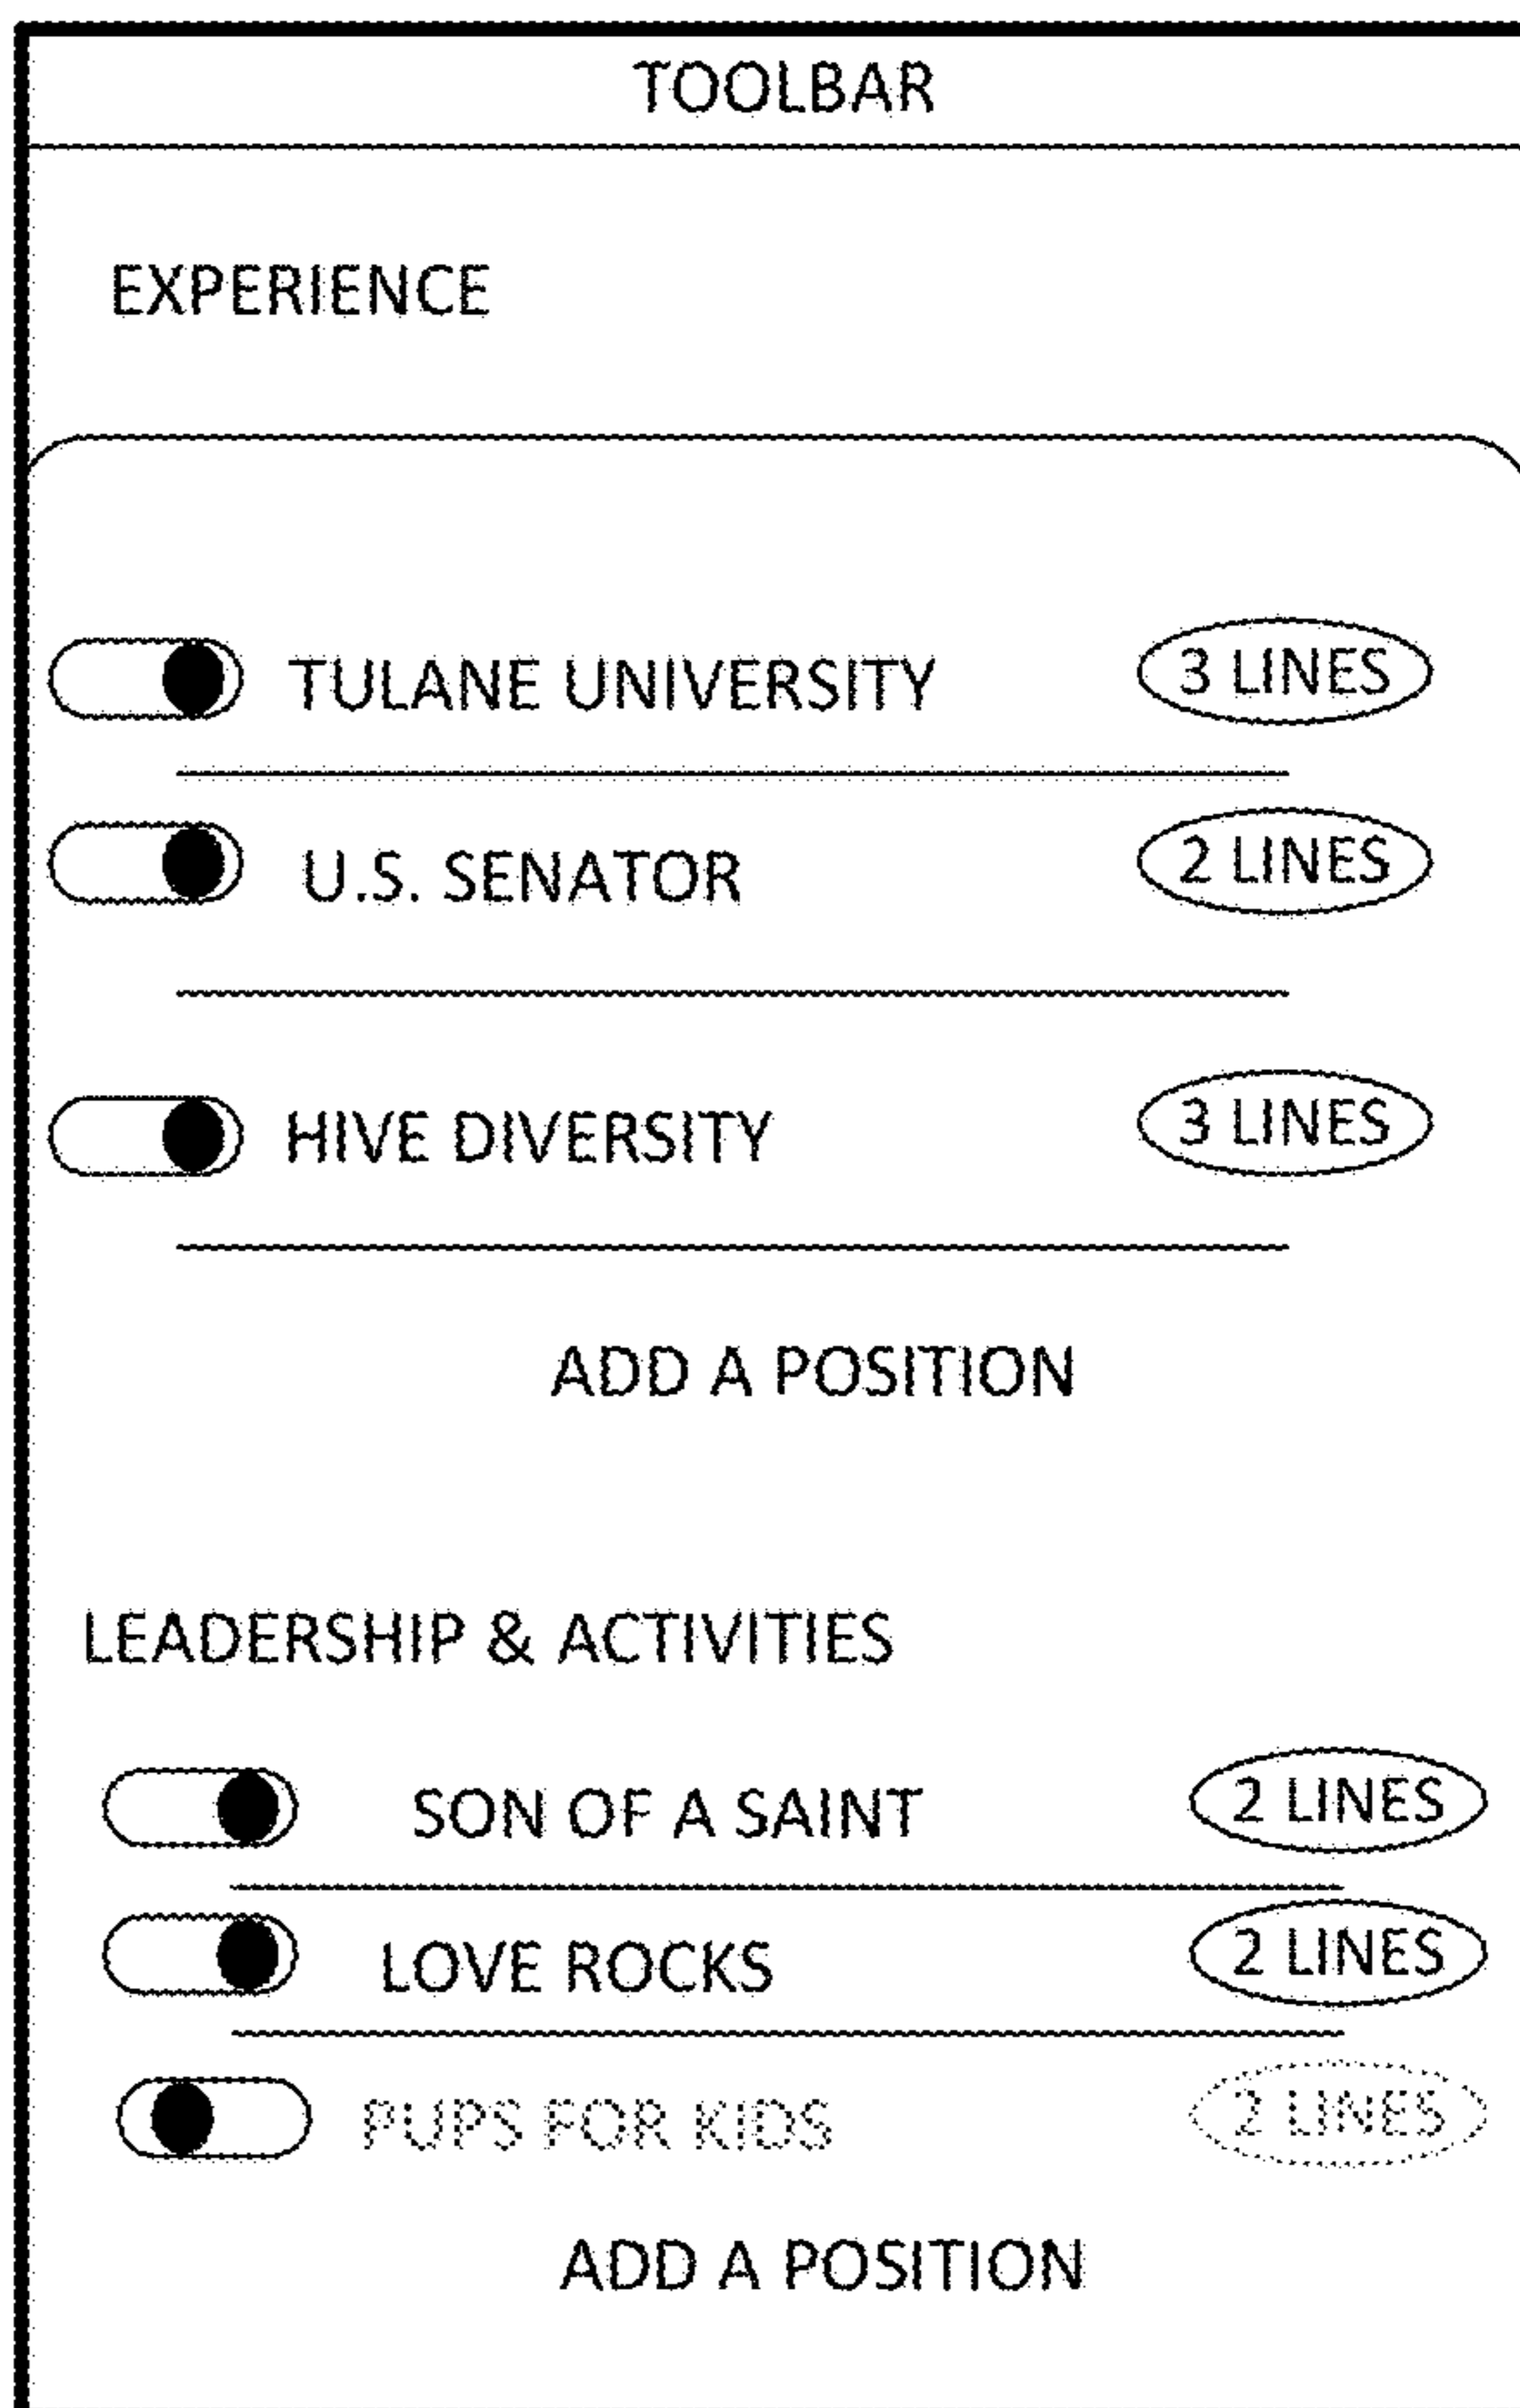 TOOLBAR
EXPERIENCE
TULANE UNIVERSITY 3 LINES
U.S. SENATOR 2 LINES
HIVE DIVERSITY 3 LINES
ADD A POSITION
LEADERSHIP & ACTIVITIES
SON OF A SAINT 2 LINES
LOVE ROCKS 2 LINES
PUPS FOR KIDS 2 LINES
ADD A POSITION